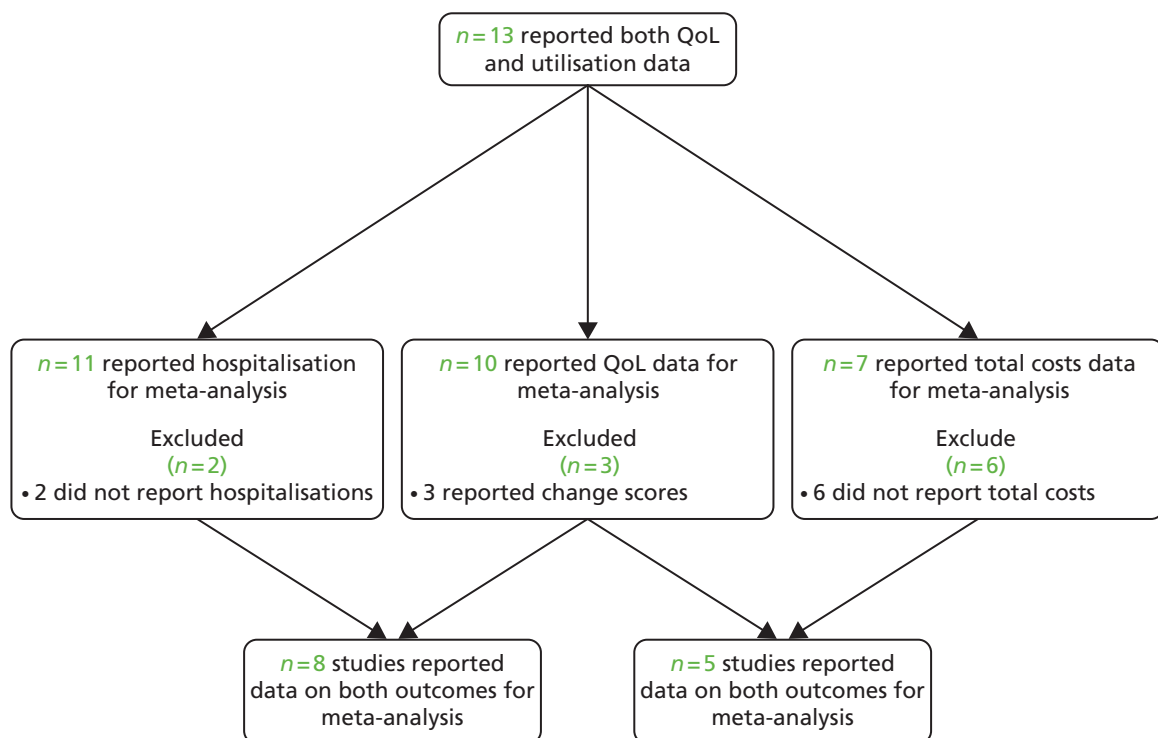 n=13 reported both QoL
and utilisation data
n=11 reported hospitalisation
for meta-analysis
Excluded
(n=2)
• 2 did not report hospitalisations
n=10 reported QoL data for
meta-analysis
Excluded
(n=3)
• 3 reported change scores
n=7 reported total costs data
for meta-analysis
Exclude
(n=6)
• 6 did not report total costs
n=8 studies reported
data on both outcomes for
meta-analysis
n=5 studies reported
data on both outcomes for
meta-analysis